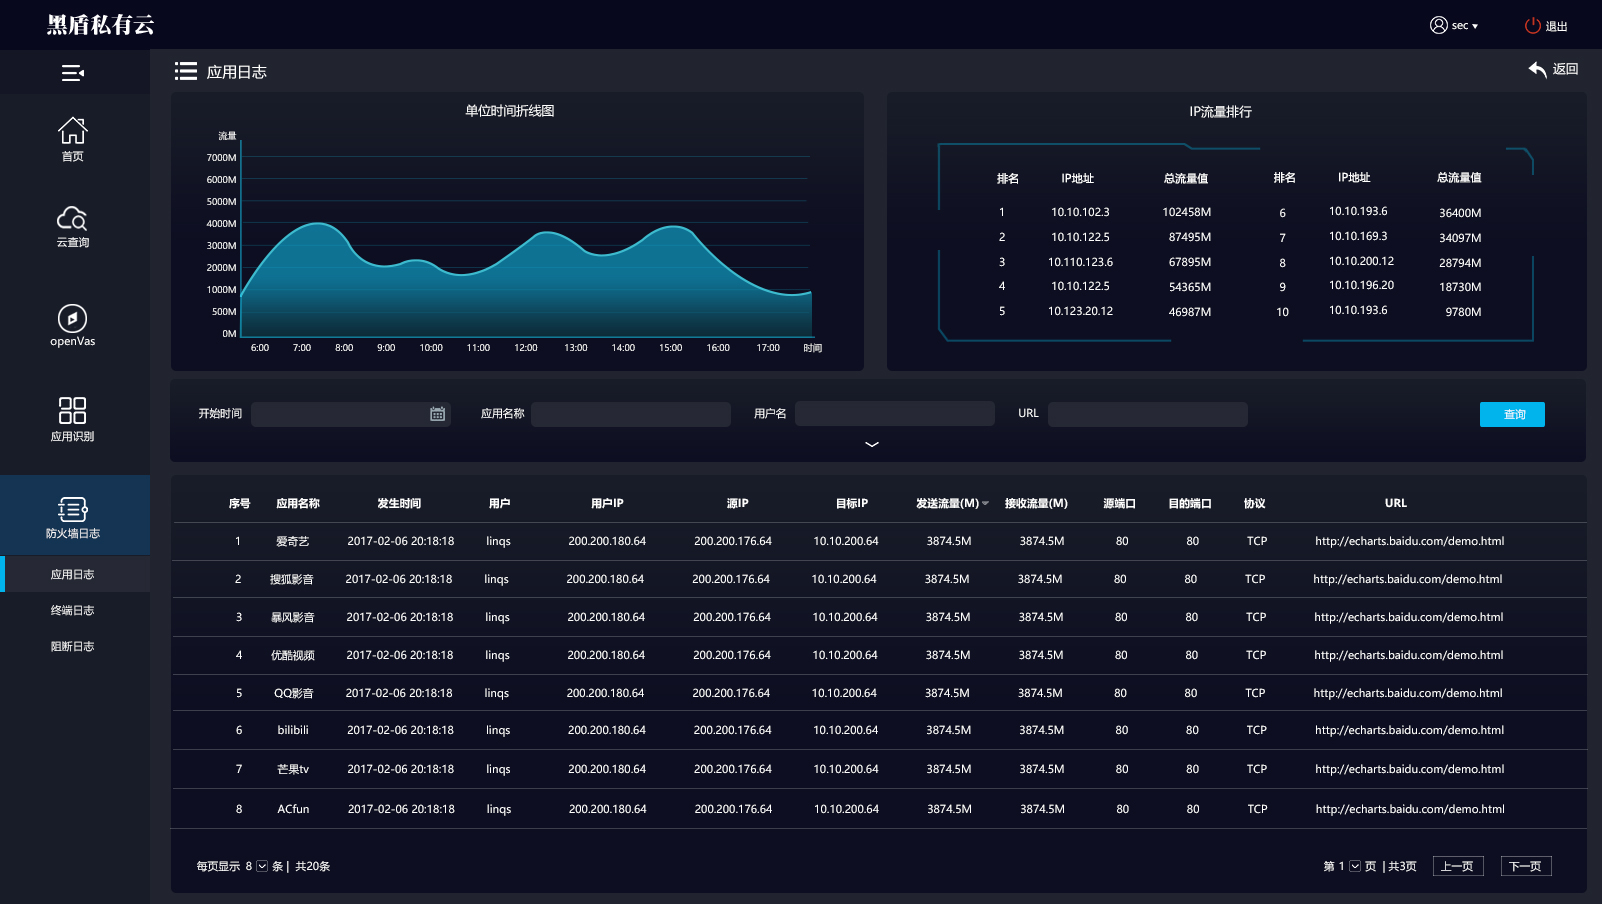 黑盾私有云
sec
退出
首页
云查询
openVas
应用识别
防火墙日志
应用日志
终端日志
阻断日志
应用日志
返回
单位时间折线图
流量
7000M
6000M
5000M
4000M
3000M
2000M
1000M
500M
0M
6:00 7:00 8:00 9:00 10:00 11:00 12:00 13:00 14:00 15:00 16:00 17:00 时间
IP流量排行
排名 IP地址 总流量值 排名 IP地址 总流量值
1 10.10.102.3 102458M 6 10.10.193.6 36400M
2 10.10.122.5 87495M 7 10.10.169.3 34097M
3 10.110.123.6 67895M 8 10.10.200.12 28794M
4 10.10.122.5 54365M 9 10.10.196.20 18730M
5 10.123.20.12 46987M 10 10.10.193.6 9780M
开始时间 应用名称 用户名 URL 查询
序号 应用名称 发生时间 用户 用户IP 源IP 目标IP 发送流量(M) 接收流量(M) 源端口 目的端口 协议 URL
1 爱奇艺 2017-02-06 20:18:18 linqs 200.200.180.64 200.200.176.64 10.10.200.64 3874.5M 3874.5M 80 80 TCP http://echarts.baidu.com/demo.html
2 搜狐影音 2017-02-06 20:18:18 linqs 200.200.180.64 200.200.176.64 10.10.200.64 3874.5M 3874.5M 80 80 TCP http://echarts.baidu.com/demo.html
3 暴风影音 2017-02-06 20:18:18 linqs 200.200.180.64 200.200.176.64 10.10.200.64 3874.5M 3874.5M 80 80 TCP http://echarts.baidu.com/demo.html
4 优酷视频 2017-02-06 20:18:18 linqs 200.200.180.64 200.200.176.64 10.10.200.64 3874.5M 3874.5M 80 80 TCP http://echarts.baidu.com/demo.html
5 QQ影音 2017-02-06 20:18:18 linqs 200.200.180.64 200.200.176.64 10.10.200.64 3874.5M 3874.5M 80 80 TCP http://echarts.baidu.com/demo.html
6 bilibili 2017-02-06 20:18:18 linqs 200.200.180.64 200.200.176.64 10.10.200.64 3874.5M 3874.5M 80 80 TCP http://echarts.baidu.com/demo.html
7 芒果tv 2017-02-06 20:18:18 linqs 200.200.180.64 200.200.176.64 10.10.200.64 3874.5M 3874.5M 80 80 TCP http://echarts.baidu.com/demo.html
8 ACfun 2017-02-06 20:18:18 linqs 200.200.180.64 200.200.176.64 10.10.200.64 3874.5M 3874.5M 80 80 TCP http://echarts.baidu.com/demo.html
每页显示 8 条 | 共20条
第 1 页 | 共3页 上一页 下一页